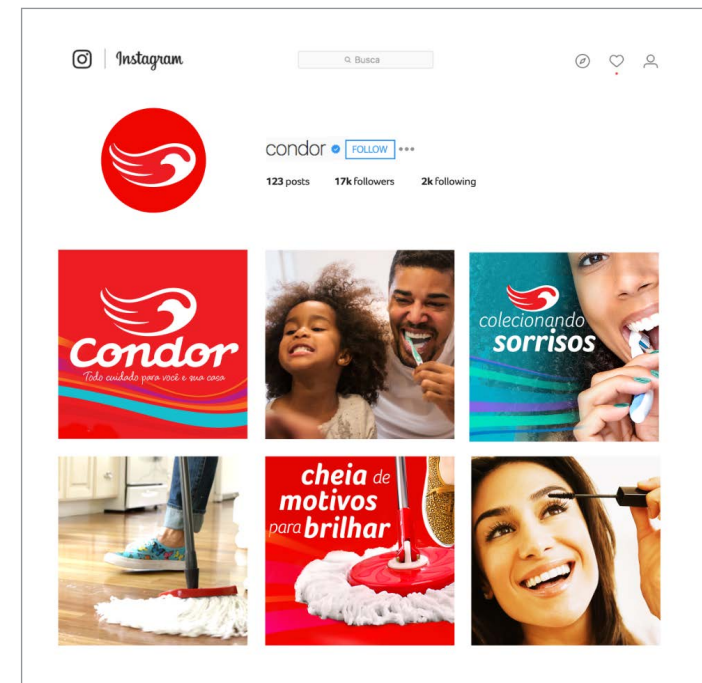 Instagram
Busca
condor FOLLOW
123 posts 17k followers 2k following
Condor
Todo cuidado para você e sua casa
colecionando
sorrisos
cheia de
motivos
para brilhar